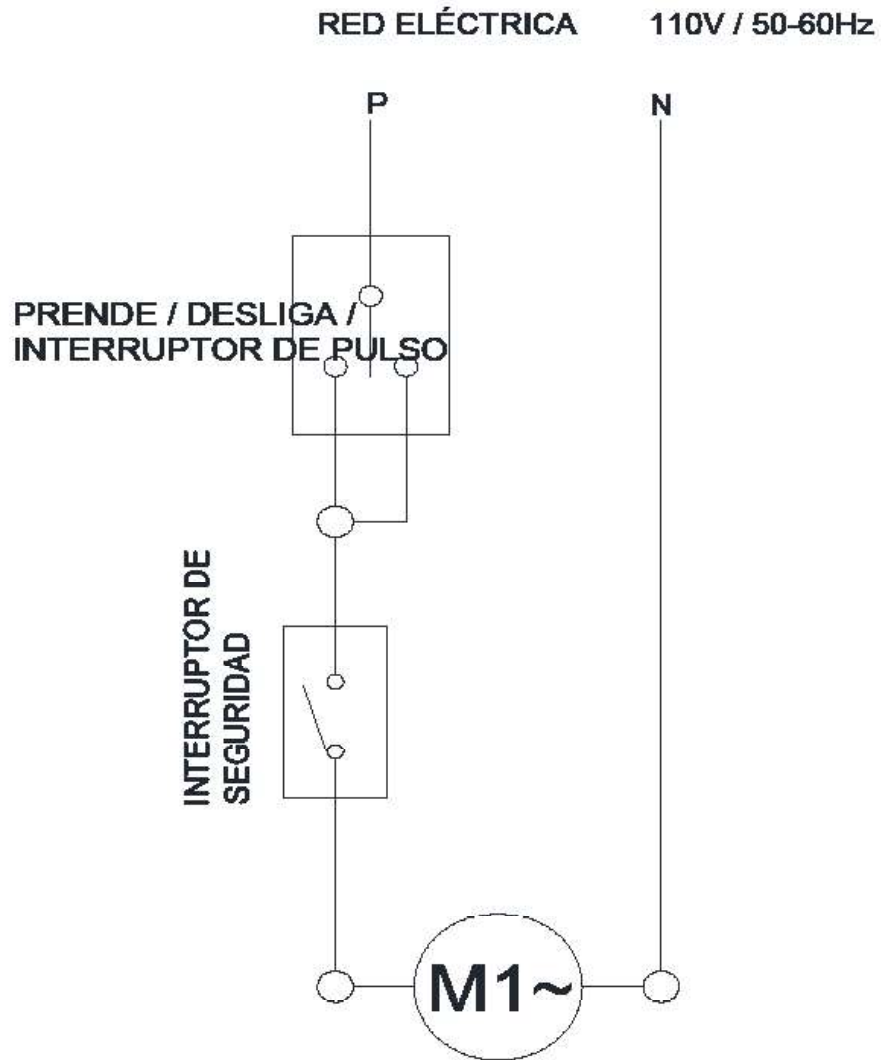 RED ELÉCTRICA 110V / 50-60Hz
P N
PRENDE / DESLIGA /
INTERRUPTOR DE PULSO
INTERRUPTOR DE
SEGURIDAD
M1~